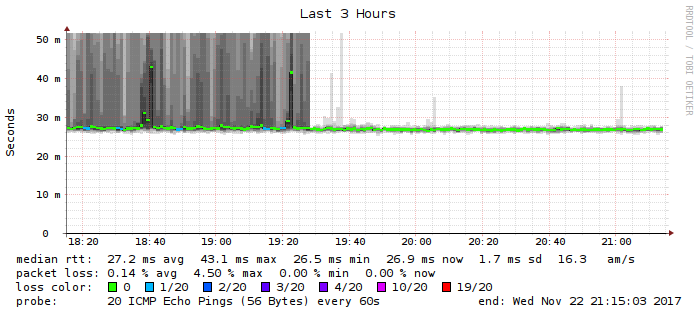 Last 3 Hours
RRDTOOL / TOBI OETIKER
Seconds
50 m
40 m
30 m
20 m
10 m
0
18:20 18:40 19:00 19:20 19:40 20:00 20:20 20:40 21:00
median rtt: 27.2 ms avg 43.1 ms max 26.5 ms min 26.9 ms now 1.7 ms sd 16.3 am/s
packet loss: 0.14 % avg 4.50 % max 0.00 % min 0.00 % now
loss color: 0 1/20 2/20 3/20 4/20 10/20 19/20
probe: 20 ICMP Echo Pings (56 Bytes) every 60s end: Wed Nov 22 21:15:03 2017